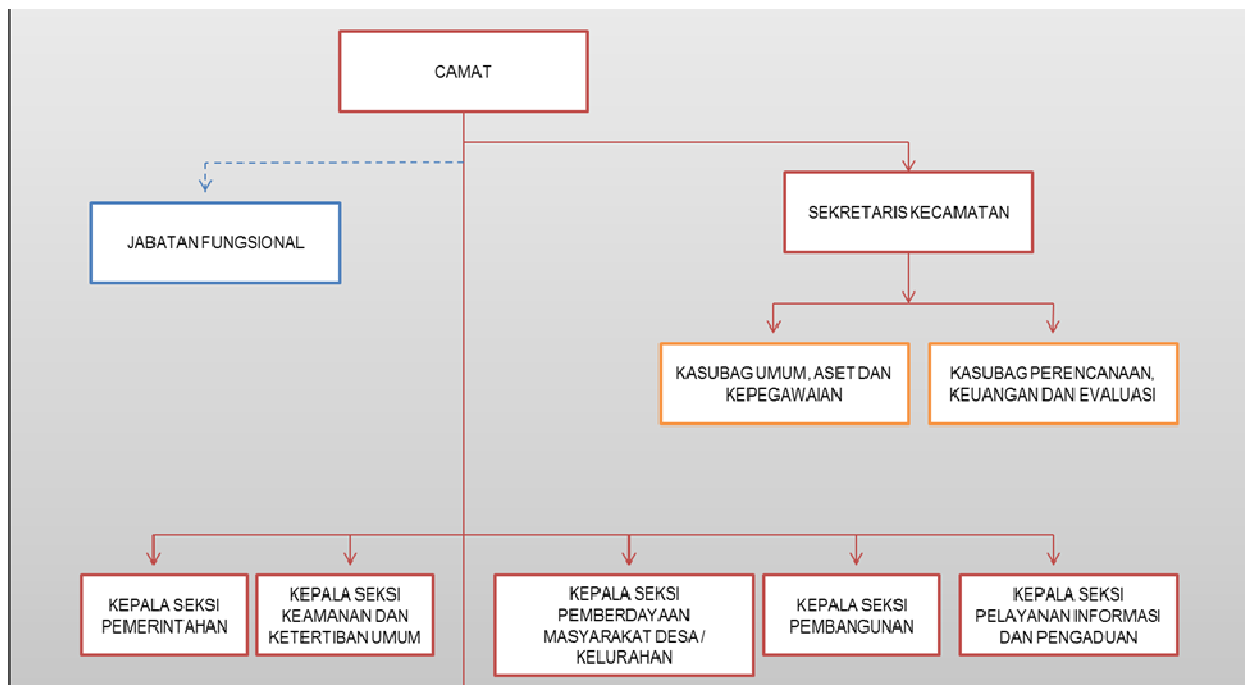 CAMAT
SEKRETARIS KECAMATAN
JABATAN FUNGSIONAL
KASUBAG UMUM, ASET DAN
KEPEGAWAIAN
KASUBAG PERENCANAAN,
KEUANGAN DAN EVALUASI
KEPALA SEKSI
PEMERINTAHAN
KEPALA SEKSI
KEAMANAN DAN
KETERTIBAN UMUM
KEPALA SEKSI
PEMBERDAYAAN
MASYARAKAT DESA /
KELURAHAN
KEPALA SEKSI
PEMBANGUNAN
KEPALA SEKSI
PELAYANAN INFORMASI
DAN PENGADUAN